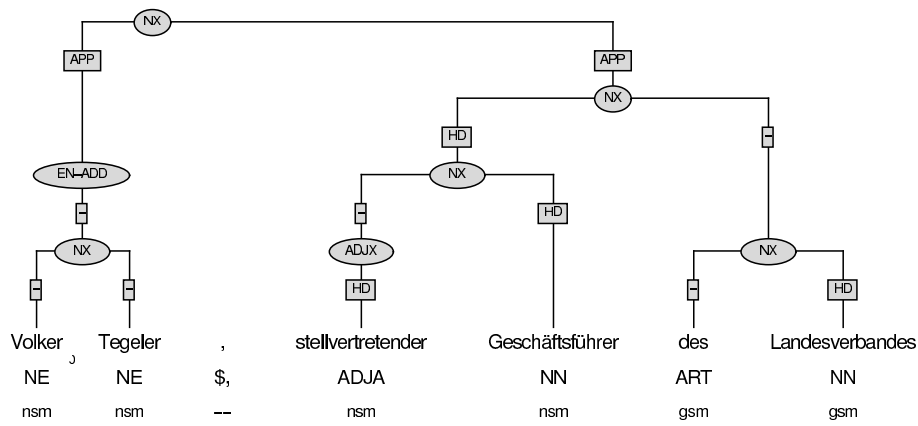 NX
APP APP
NX
HD –
EN–ADD NX
– – HD
NX ADJX NX
– – HD – HD
Volker Tegeler , stellvertretender Geschäftsführer des Landesverbandes
NE NE $, ADJA NN ART NN
nsm nsm –– nsm nsm gsm gsm